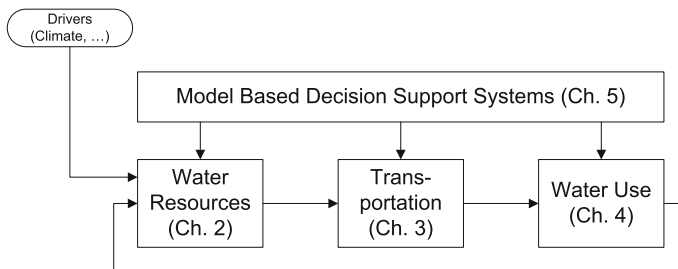 Drivers
(Climate, …)
Model Based Decision Support Systems (Ch. 5)
Water
Resources
(Ch. 2)
Trans-
portation
(Ch. 3)
Water Use
(Ch. 4)